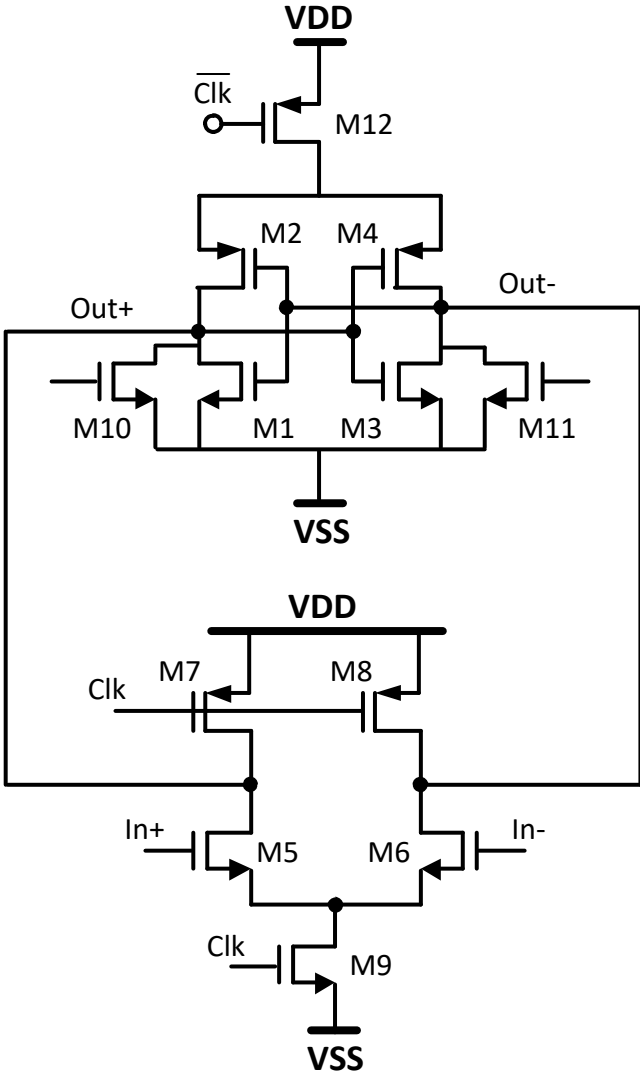 VDD
C̅l̅k̅
M12
M2 M4
Out+ Out-
M10 M1 M3 M11
VSS
VDD
M7 M8
Clk
In+ In-
M5 M6
Clk M9
VSS